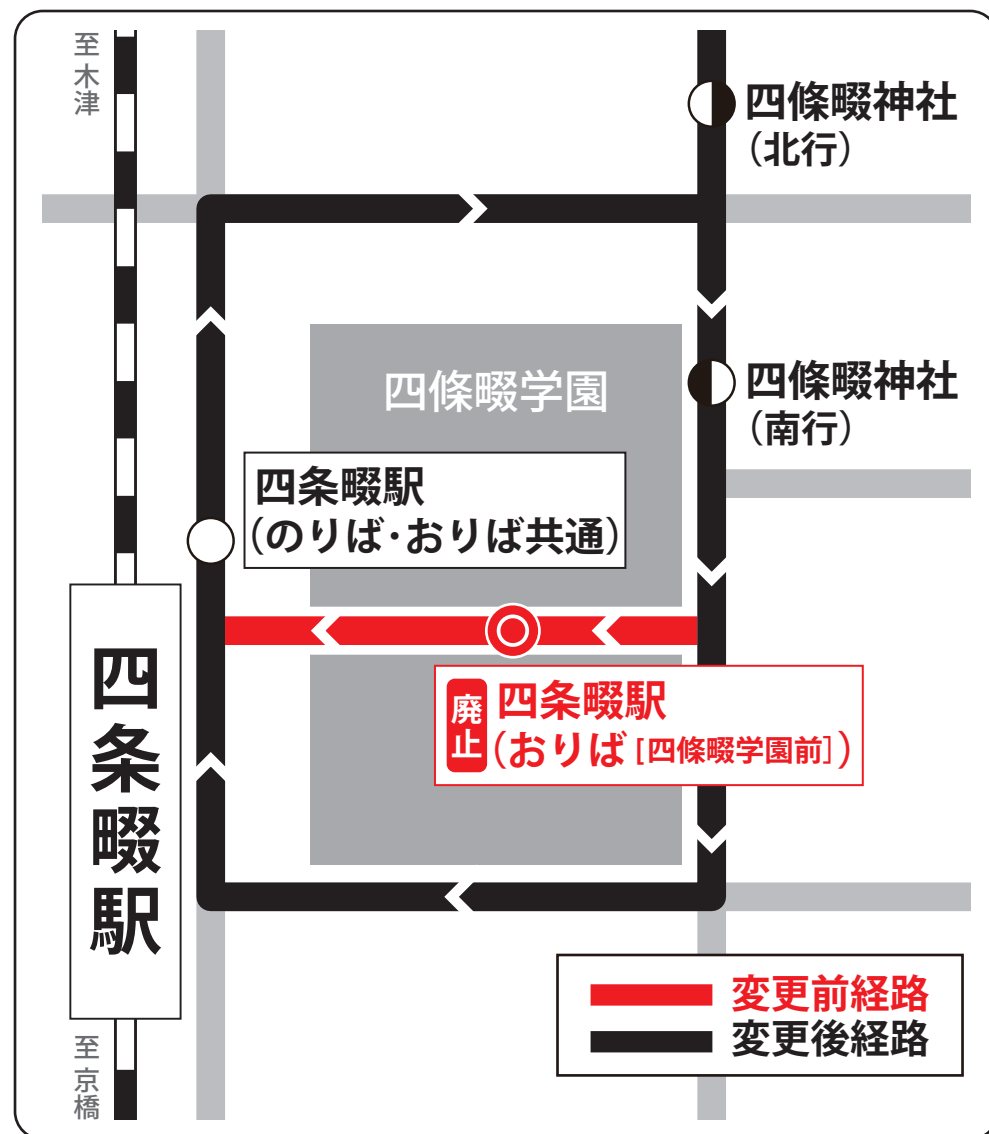 至木津
四條畷神社
(北行)
四條畷学園
四條畷神社
(南行)
四条畷駅
(のりば・おりば共通)
廃止
四条畷駅
(おりば[四條畷学園前])
四条畷駅
変更前経路
変更後経路
至京橋